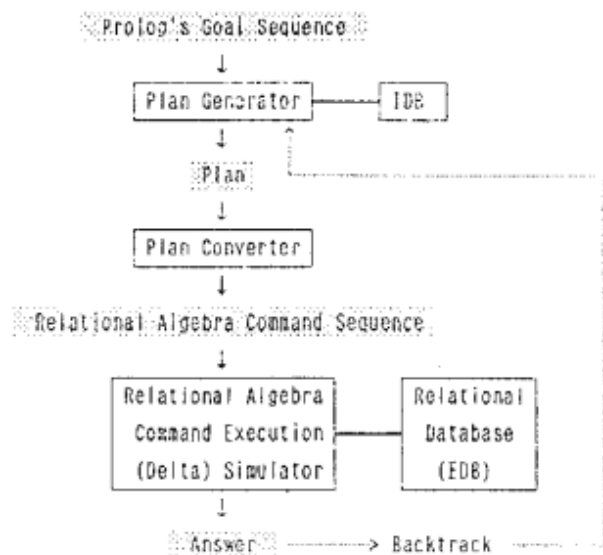 Prolog's Goal Sequence
Plan Generator
IDB
Plan
Plan Converter
Relational Algebra Command Sequence
Relational Algebra
Command Execution
(Delta) Simulator
Relational
Database
(EDB)
Answer
Backtrack